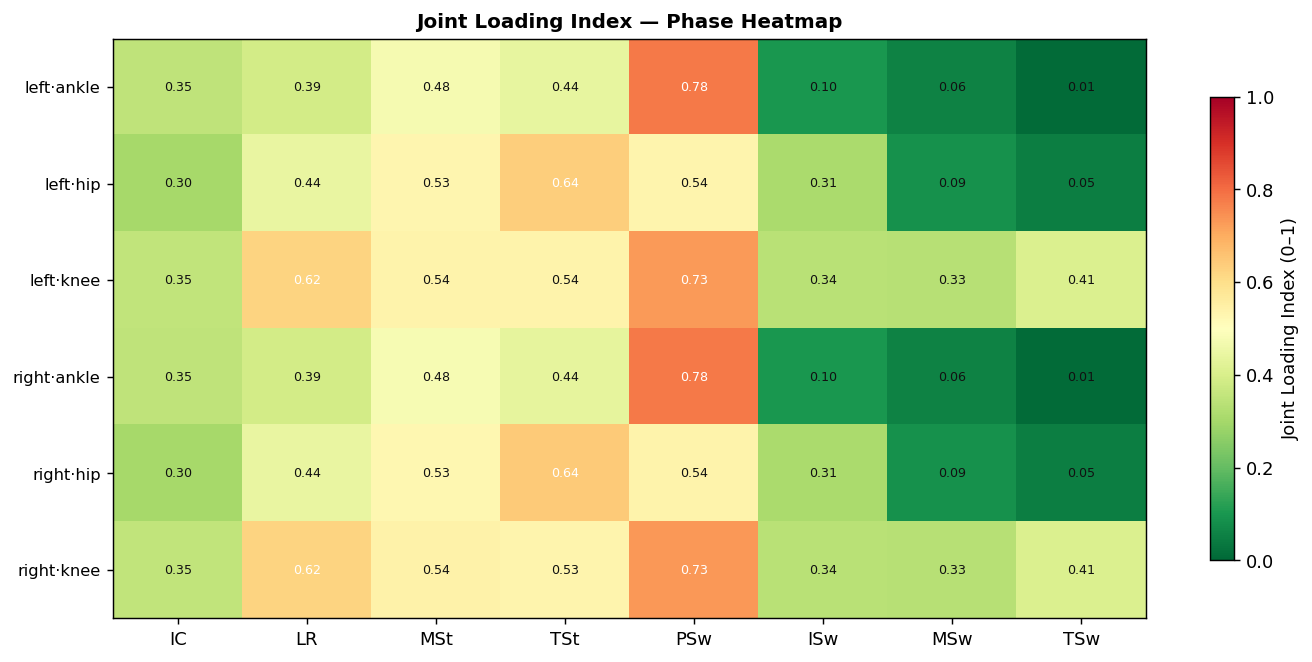 Joint Loading Index — Phase Heatmap
left·ankle 0.35 0.39 0.48 0.44 0.78 0.10 0.06 0.01
left·hip 0.30 0.44 0.53 0.64 0.54 0.31 0.09 0.05
left·knee 0.35 0.62 0.54 0.54 0.73 0.34 0.33 0.41
right·ankle 0.35 0.39 0.48 0.44 0.78 0.10 0.06 0.01
right·hip 0.30 0.44 0.53 0.64 0.54 0.31 0.09 0.05
right·knee 0.35 0.62 0.54 0.53 0.73 0.34 0.33 0.41
IC LR MSt TSt PSw ISw MSw TSw
1.0
0.8
0.6
0.4
0.2
0.0
Joint Loading Index (0–1)